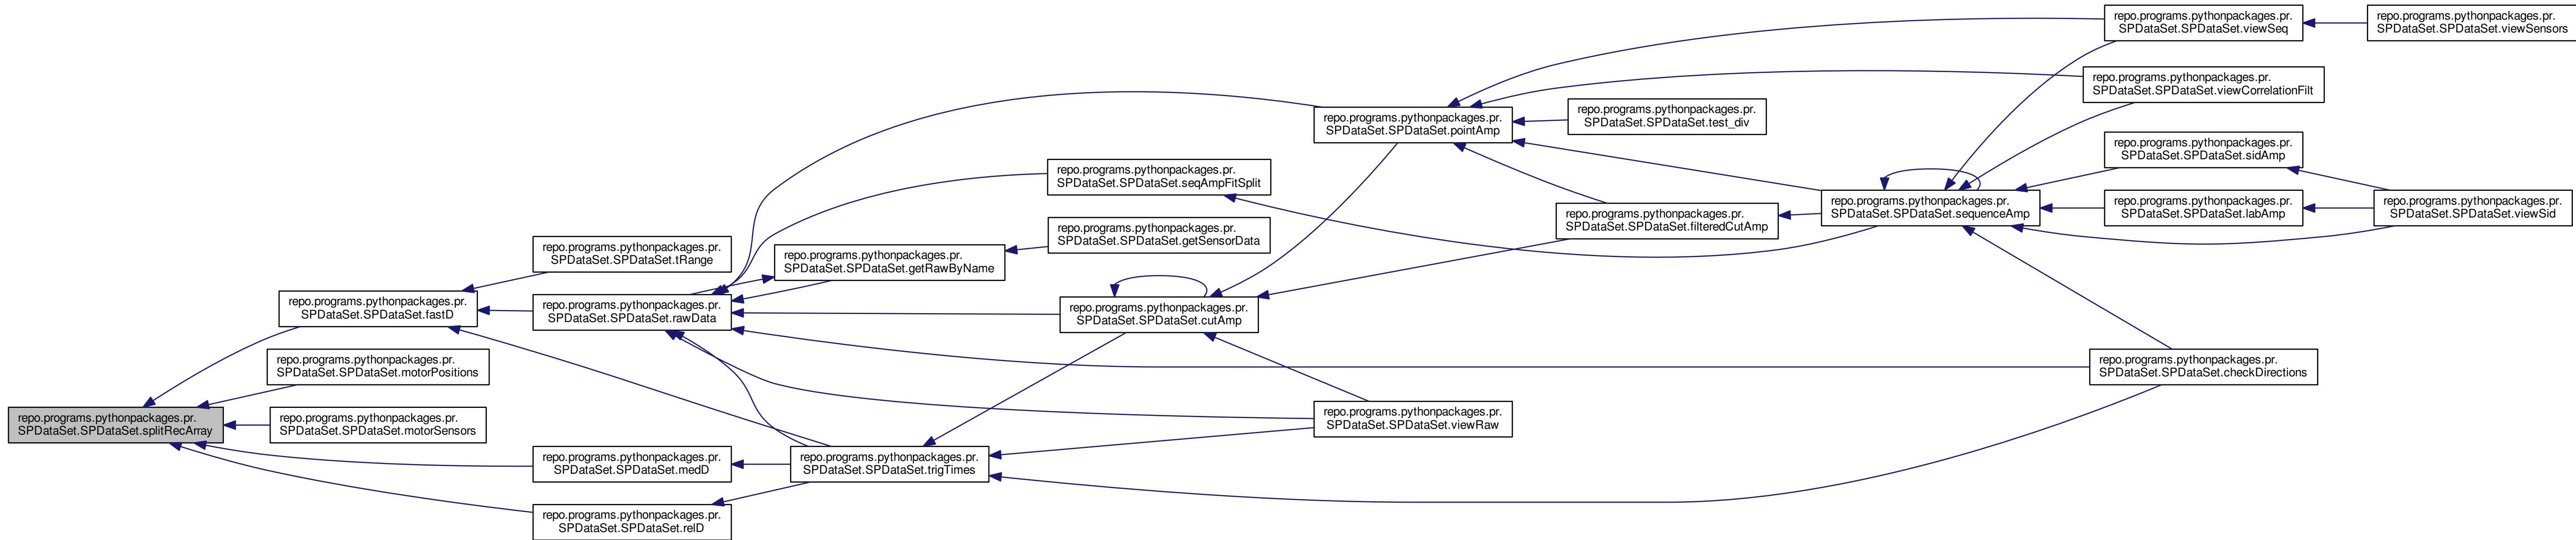 repo.programs.pythonpackages.pr.
SPDataSet.SPDataSet.splitRecArray
repo.programs.pythonpackages.pr.
SPDataSet.SPDataSet.fastD
repo.programs.pythonpackages.pr.
SPDataSet.SPDataSet.motorPositions
repo.programs.pythonpackages.pr.
SPDataSet.SPDataSet.motorSensors
repo.programs.pythonpackages.pr.
SPDataSet.SPDataSet.tRange
repo.programs.pythonpackages.pr.
SPDataSet.SPDataSet.rawData
repo.programs.pythonpackages.pr.
SPDataSet.SPDataSet.medD
repo.programs.pythonpackages.pr.
SPDataSet.SPDataSet.relD
repo.programs.pythonpackages.pr.
SPDataSet.SPDataSet.getRawByName
repo.programs.pythonpackages.pr.
SPDataSet.SPDataSet.trigTimes
repo.programs.pythonpackages.pr.
SPDataSet.SPDataSet.seqAmpFitSplit
repo.programs.pythonpackages.pr.
SPDataSet.SPDataSet.getSensorData
repo.programs.pythonpackages.pr.
SPDataSet.SPDataSet.cutAmp
repo.programs.pythonpackages.pr.
SPDataSet.SPDataSet.pointAmp
repo.programs.pythonpackages.pr.
SPDataSet.SPDataSet.viewRaw
repo.programs.pythonpackages.pr.
SPDataSet.SPDataSet.test_div
repo.programs.pythonpackages.pr.
SPDataSet.SPDataSet.filteredCutAmp
repo.programs.pythonpackages.pr.
SPDataSet.SPDataSet.sequenceAmp
repo.programs.pythonpackages.pr.
SPDataSet.SPDataSet.viewSeq
repo.programs.pythonpackages.pr.
SPDataSet.SPDataSet.viewCorrelationFilt
repo.programs.pythonpackages.pr.
SPDataSet.SPDataSet.sidAmp
repo.programs.pythonpackages.pr.
SPDataSet.SPDataSet.labAmp
repo.programs.pythonpackages.pr.
SPDataSet.SPDataSet.checkDirections
repo.programs.pythonpackages.pr.
SPDataSet.SPDataSet.viewSensors
repo.programs.pythonpackages.pr.
SPDataSet.SPDataSet.viewSid